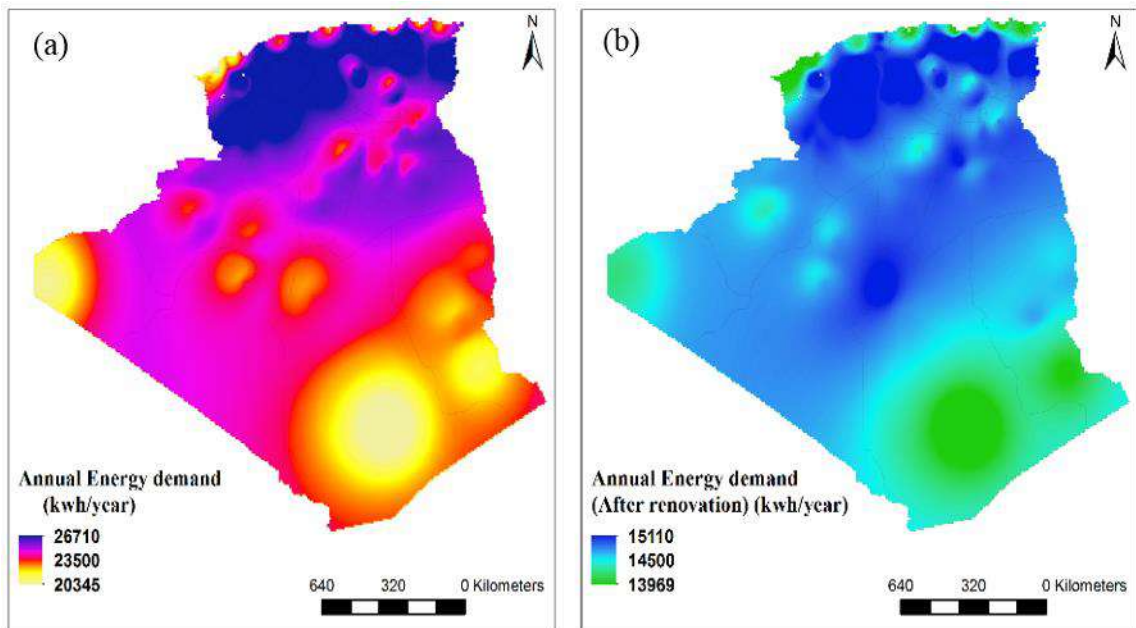 (a)
N
Annual Energy demand
(kwh/year)
26710
23500
20345
640 320 0 Kilometers
(b)
N
Annual Energy demand
(After renovation) (kwh/year)
15110
14500
13969
640 320 0 Kilometers